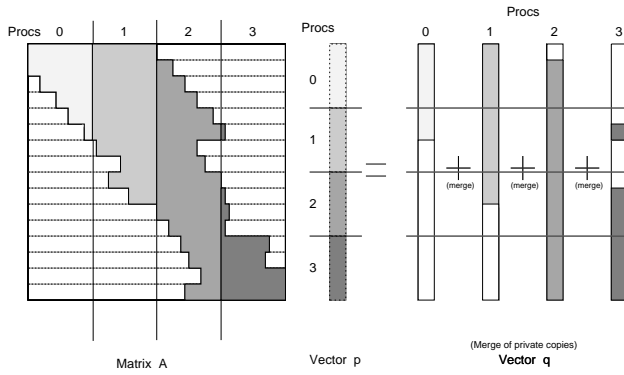 Procs 0 1 2 3
Procs
0 1 2 3
0
1
2
3
(merge) (merge) (merge)
Matrix A
Vector p
(Merge of private copies)
Vector q